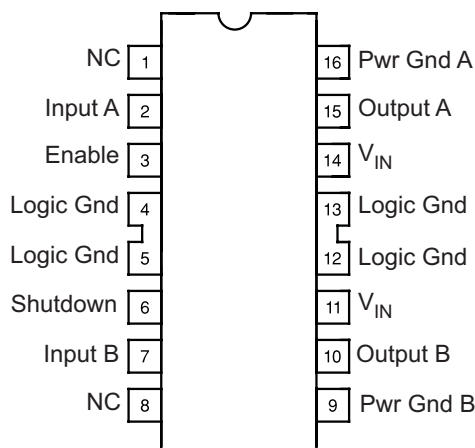 NC 1 16 Pwr Gnd A
Input A 2 15 Output A
Enable 3 14 VIN
Logic Gnd 4 13 Logic Gnd
Logic Gnd 5 12 Logic Gnd
Shutdown 6 11 VIN
Input B 7 10 Output B
NC 8 9 Pwr Gnd B